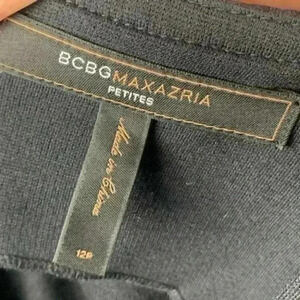 BCBGMAXAZRIA
PETITES
Made in China
12P